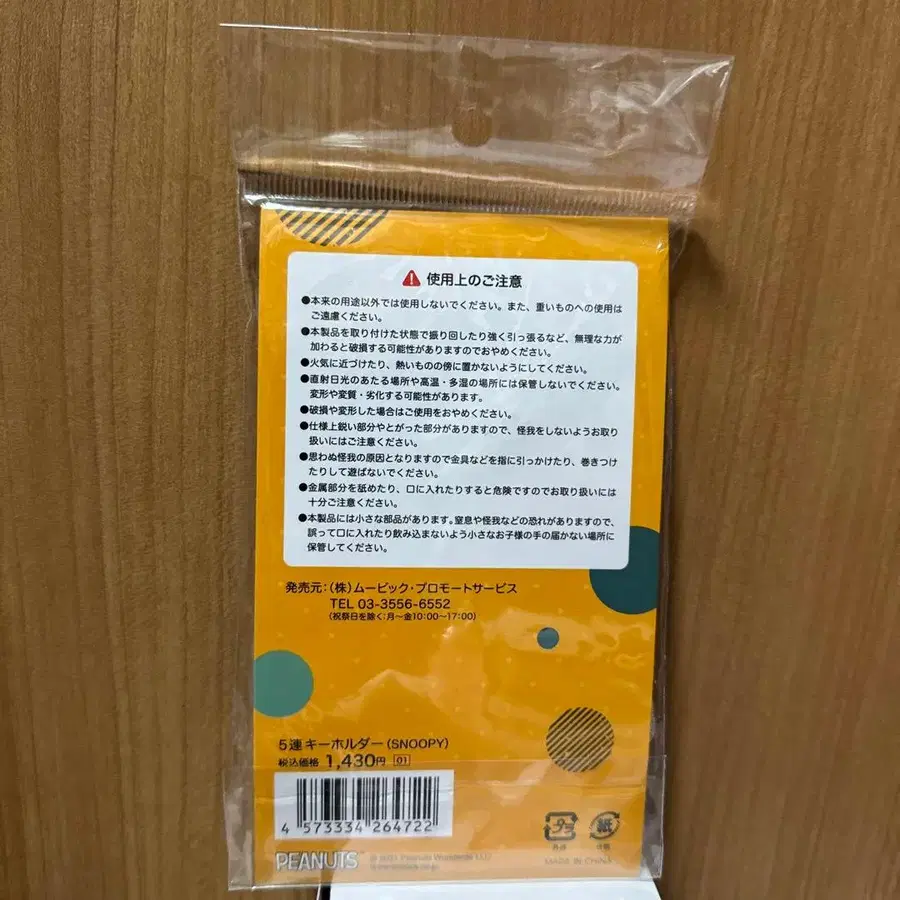 使用上のご注意
●本来の用途以外では使用しないでください。また、重いものへの使用は
ご遠慮ください。
●本製品を取り付けた状態で振り回したり強く引っ張るなど、無理な力が
加わると破損する可能性がありますのでおやめください。
●火気に近づけたり、熱いものの傍に置かないようにしてください。
●直射日光のあたる場所や高温・多湿の場所には保管しないでください。
変形や変質・劣化する可能性があります。
●破損や変形した場合はご使用をおやめください。
●仕様上鋭い部分やとがった部分がありますので、怪我をしないようお取り
扱いにはご注意ください。
●思わぬ怪我の原因となりますので金具などを指に引っかけたり、巻きつけ
たりして遊ばないでください。
●金属部分を舐めたり、口に入れたりすると危険ですのでお取り扱いには
十分ご注意ください。
●本製品には小さな部品があります。窒息や怪我などの恐れがありますので、
誤って口に入れたり飲み込まないよう小さなお子様の手の届かない場所に
保管してください。
発売元:(株)ムービック・プロモートサービス
TEL 03-3556-6552
(祝祭日を除く:月〜金10:00〜17:00)
5連キーホルダー(SNOOPY)
税込価格 1,430円 [01]
4 573334 264722
プラ
紙
PEANUTS
Peanuts Worldwide LLC
MADE IN CHINA